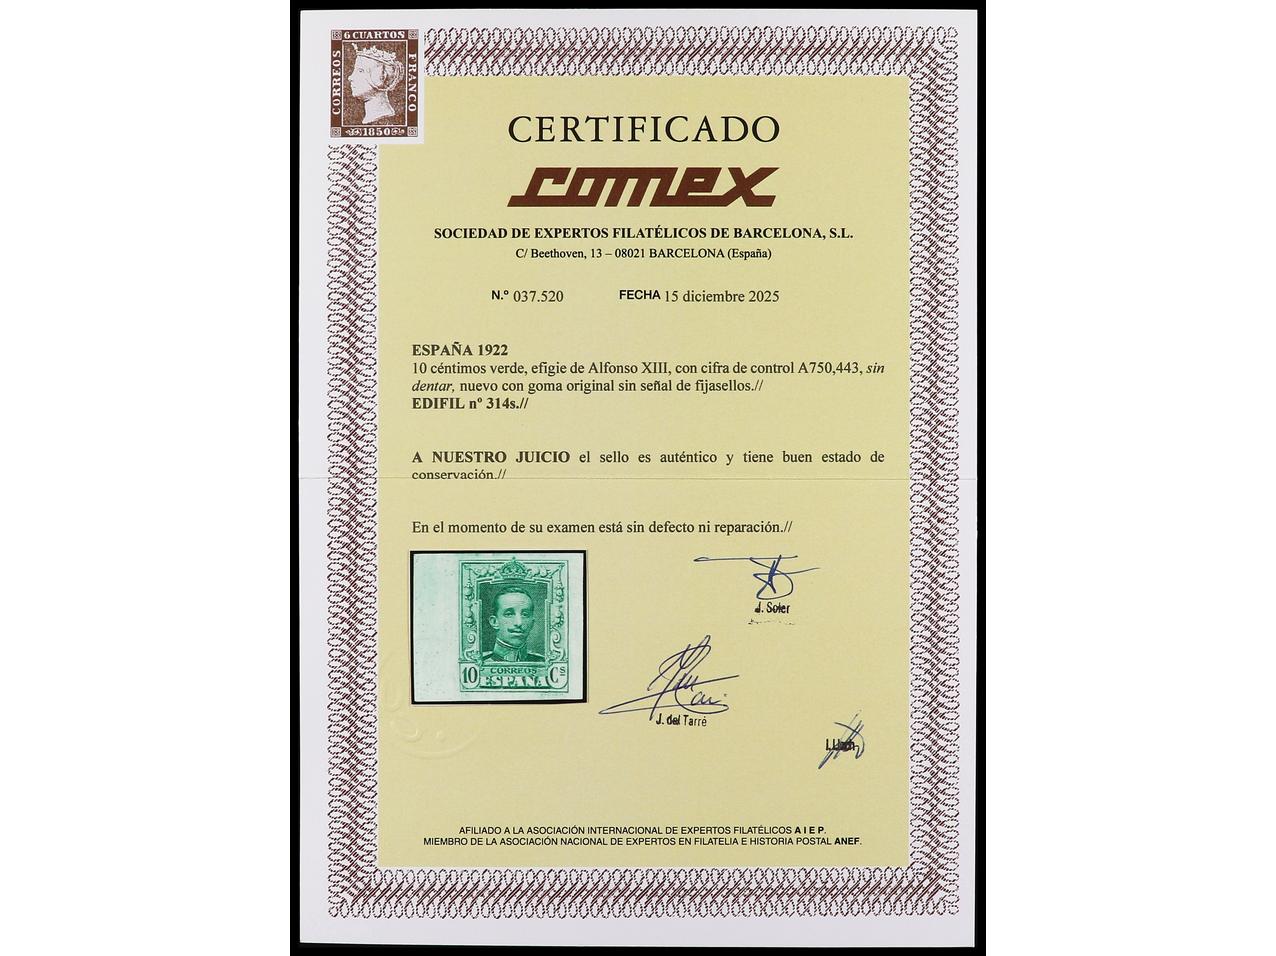 6 CUARTOS
CORREOS
FRANCO
1850
CERTIFICADO
comex
SOCIEDAD DE EXPERTOS FILATÉLICOS DE BARCELONA, S.L.
C/ Beethoven, 13 – 08021 BARCELONA (España)
N.º 037.520 FECHA 15 diciembre 2025
ESPAÑA 1922
10 céntimos verde, efigie de Alfonso XIII, con cifra de control A750,443, sin
dentar, nuevo con goma original sin señal de fijasellos.//
EDIFIL nº 314s.//
A NUESTRO JUICIO el sello es auténtico y tiene buen estado de
conservación.//
En el momento de su examen está sin defecto ni reparación.//
CORREOS
10 ESPAÑA Cs
J. Soler
J. del Tarré
AFILIADO A LA ASOCIACIÓN INTERNACIONAL DE EXPERTOS FILATÉLICOS A I E P.
MIEMBRO DE LA ASOCIACIÓN NACIONAL DE EXPERTOS EN FILATELIA E HISTORIA POSTAL ANEF.